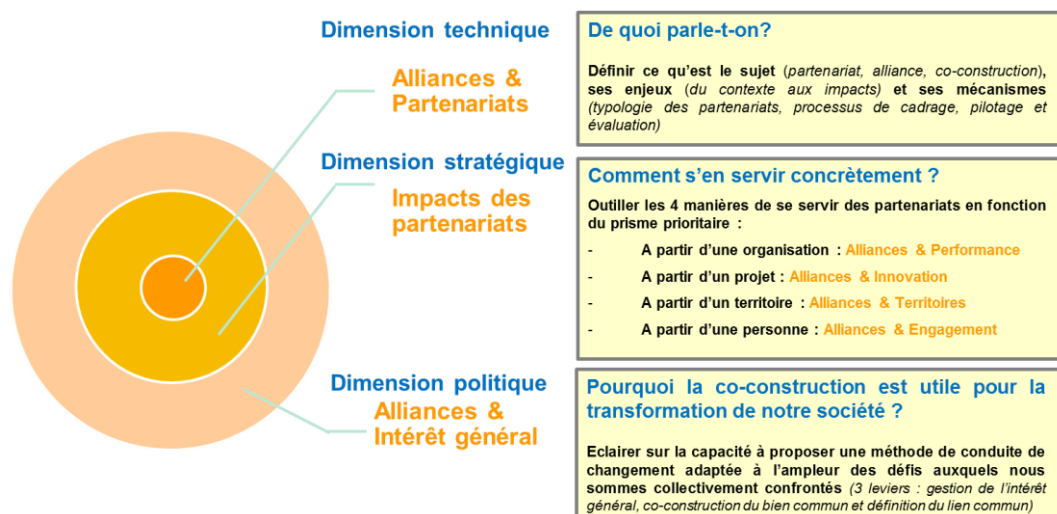 Dimension technique
Alliances &
Partenariats
De quoi parle-t-on?
Définir ce qu’est le sujet (partenariat, alliance, co-construction),
ses enjeux (du contexte aux impacts) et ses mécanismes
(typologie des partenariats, processus de cadrage, pilotage et
évaluation)
Dimension stratégique
Impacts des
partenariats
Comment s’en servir concrètement ?
Outiller les 4 manières de se servir des partenariats en fonction
du prisme prioritaire :
- A partir d’une organisation : Alliances & Performance
- A partir d’un projet : Alliances & Innovation
- A partir d’un territoire : Alliances & Territoires
- A partir d’une personne : Alliances & Engagement
Dimension politique
Alliances &
Intérêt général
Pourquoi la co-construction est utile pour la
transformation de notre société ?
Eclairer sur la capacité à proposer une méthode de conduite de
changement adaptée à l’ampleur des défis auxquels nous
sommes collectivement confrontés (3 leviers : gestion de l’intérêt
général, co-construction du bien commun et définition du lien commun)